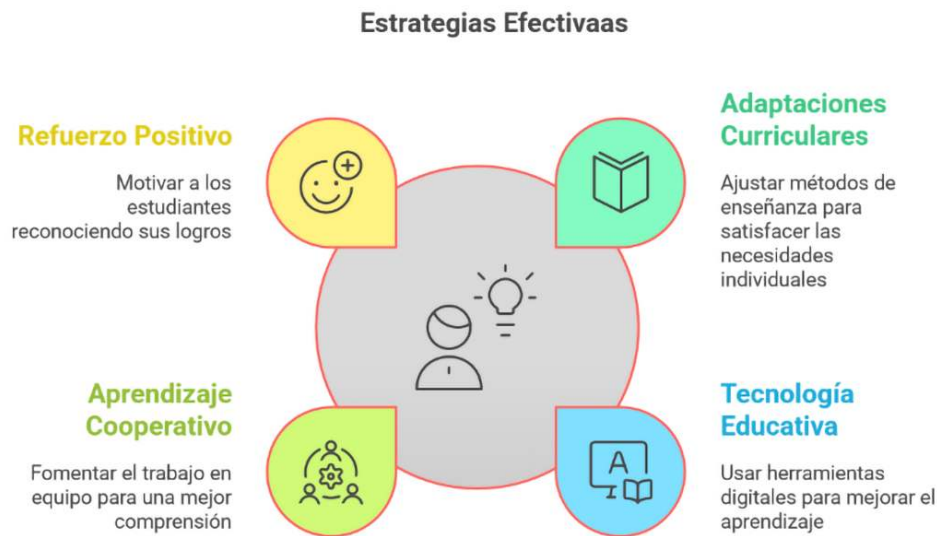 Estrategias Efectivaas
Refuerzo Positivo
Motivar a los
estudiantes
reconociendo sus logros
Adaptaciones
Curriculares
Ajustar métodos de
enseñanza para
satisfacer las
necesidades
individuales
Aprendizaje
Cooperativo
Fomentar el trabajo en
equipo para una mejor
comprensión
Tecnología
Educativa
Usar herramientas
digitales para mejorar el
aprendizaje
A